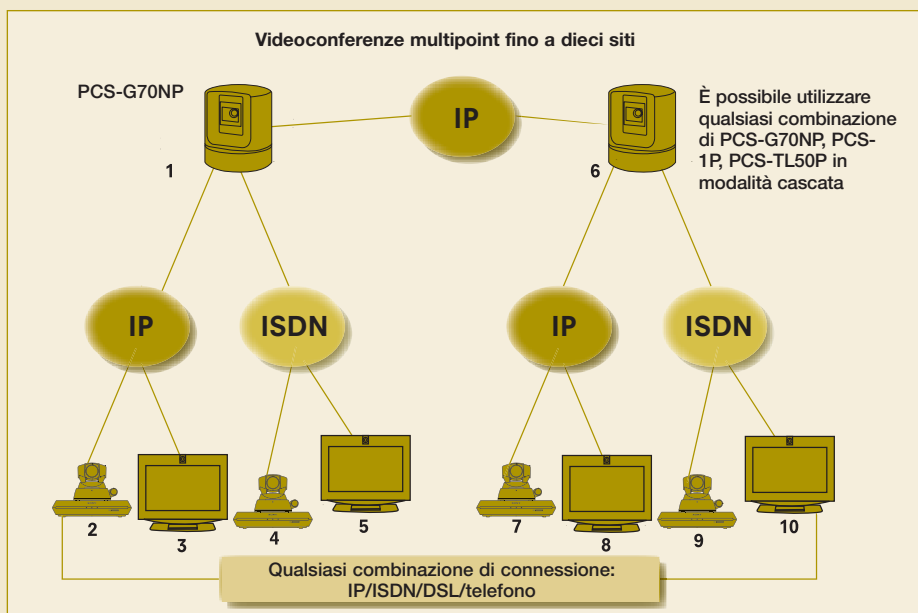 Videoconferenze multipoint fino a dieci siti
PCS-G70NP
1
IP
6
È possibile utilizzare
qualsiasi combinazione
di PCS-G70NP, PCS-
1P, PCS-TL50P in
modalità cascata
IP
ISDN
IP
ISDN
2
3
4
5
7
8
9
10
Qualsiasi combinazione di connessione:
IP/ISDN/DSL/telefono